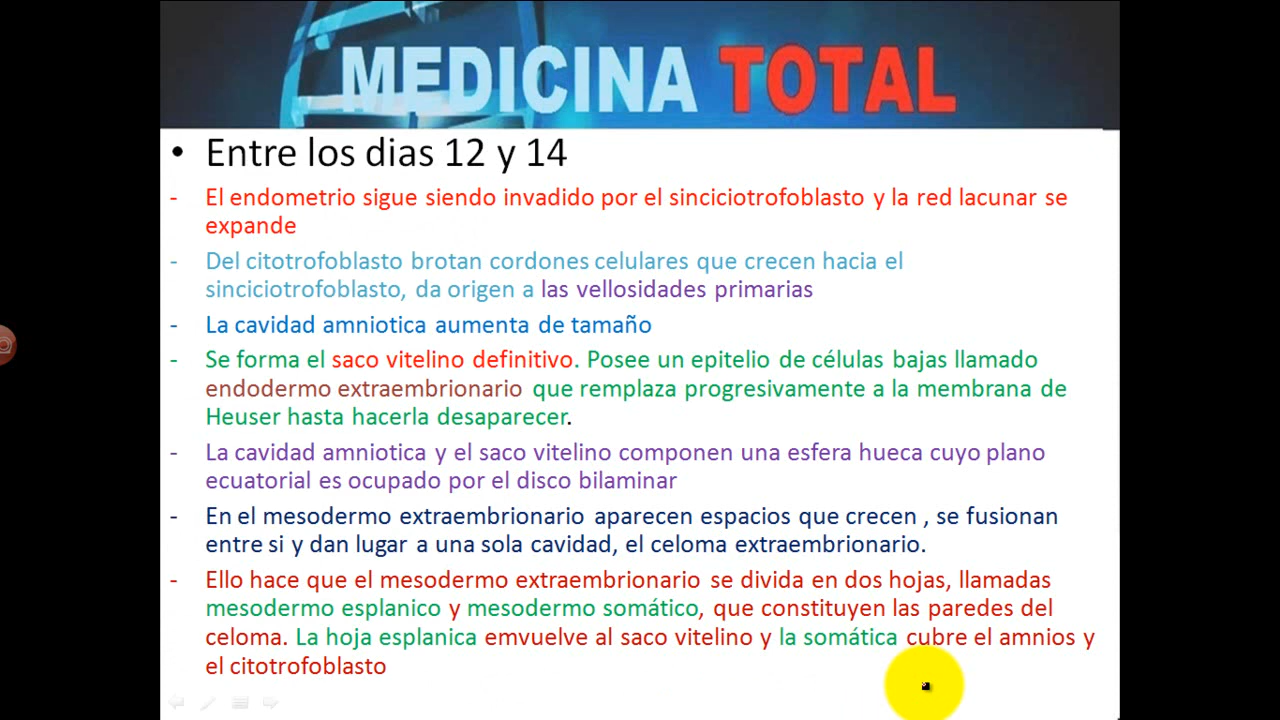 MEDICINA TOTAL
• Entre los dias 12 y 14
- El endometrio sigue siendo invadido por el sinciciotrofoblasto y la red lacunar se
expande
- Del citotrofoblasto brotan cordones celulares que crecen hacia el
sinciciotrofoblasto, da origen a las vellosidades primarias
- La cavidad amniotica aumenta de tamaño
- Se forma el saco vitelino definitivo. Posee un epitelio de células bajas llamado
endodermo extraembrionario que remplaza progresivamente a la membrana de
Heuser hasta hacerla desaparecer.
- La cavidad amniotica y el saco vitelino componen una esfera hueca cuyo plano
ecuatorial es ocupado por el disco bilaminar
- En el mesodermo extraembrionario aparecen espacios que crecen , se fusionan
entre si y dan lugar a una sola cavidad, el celoma extraembrionario.
- Ello hace que el mesodermo extraembrionario se divida en dos hojas, llamadas
mesodermo esplanico y mesodermo somático, que constituyen las paredes del
celoma. La hoja esplanica emvuelve al saco vitelino y la somática cubre el amnios y
el citotrofoblasto